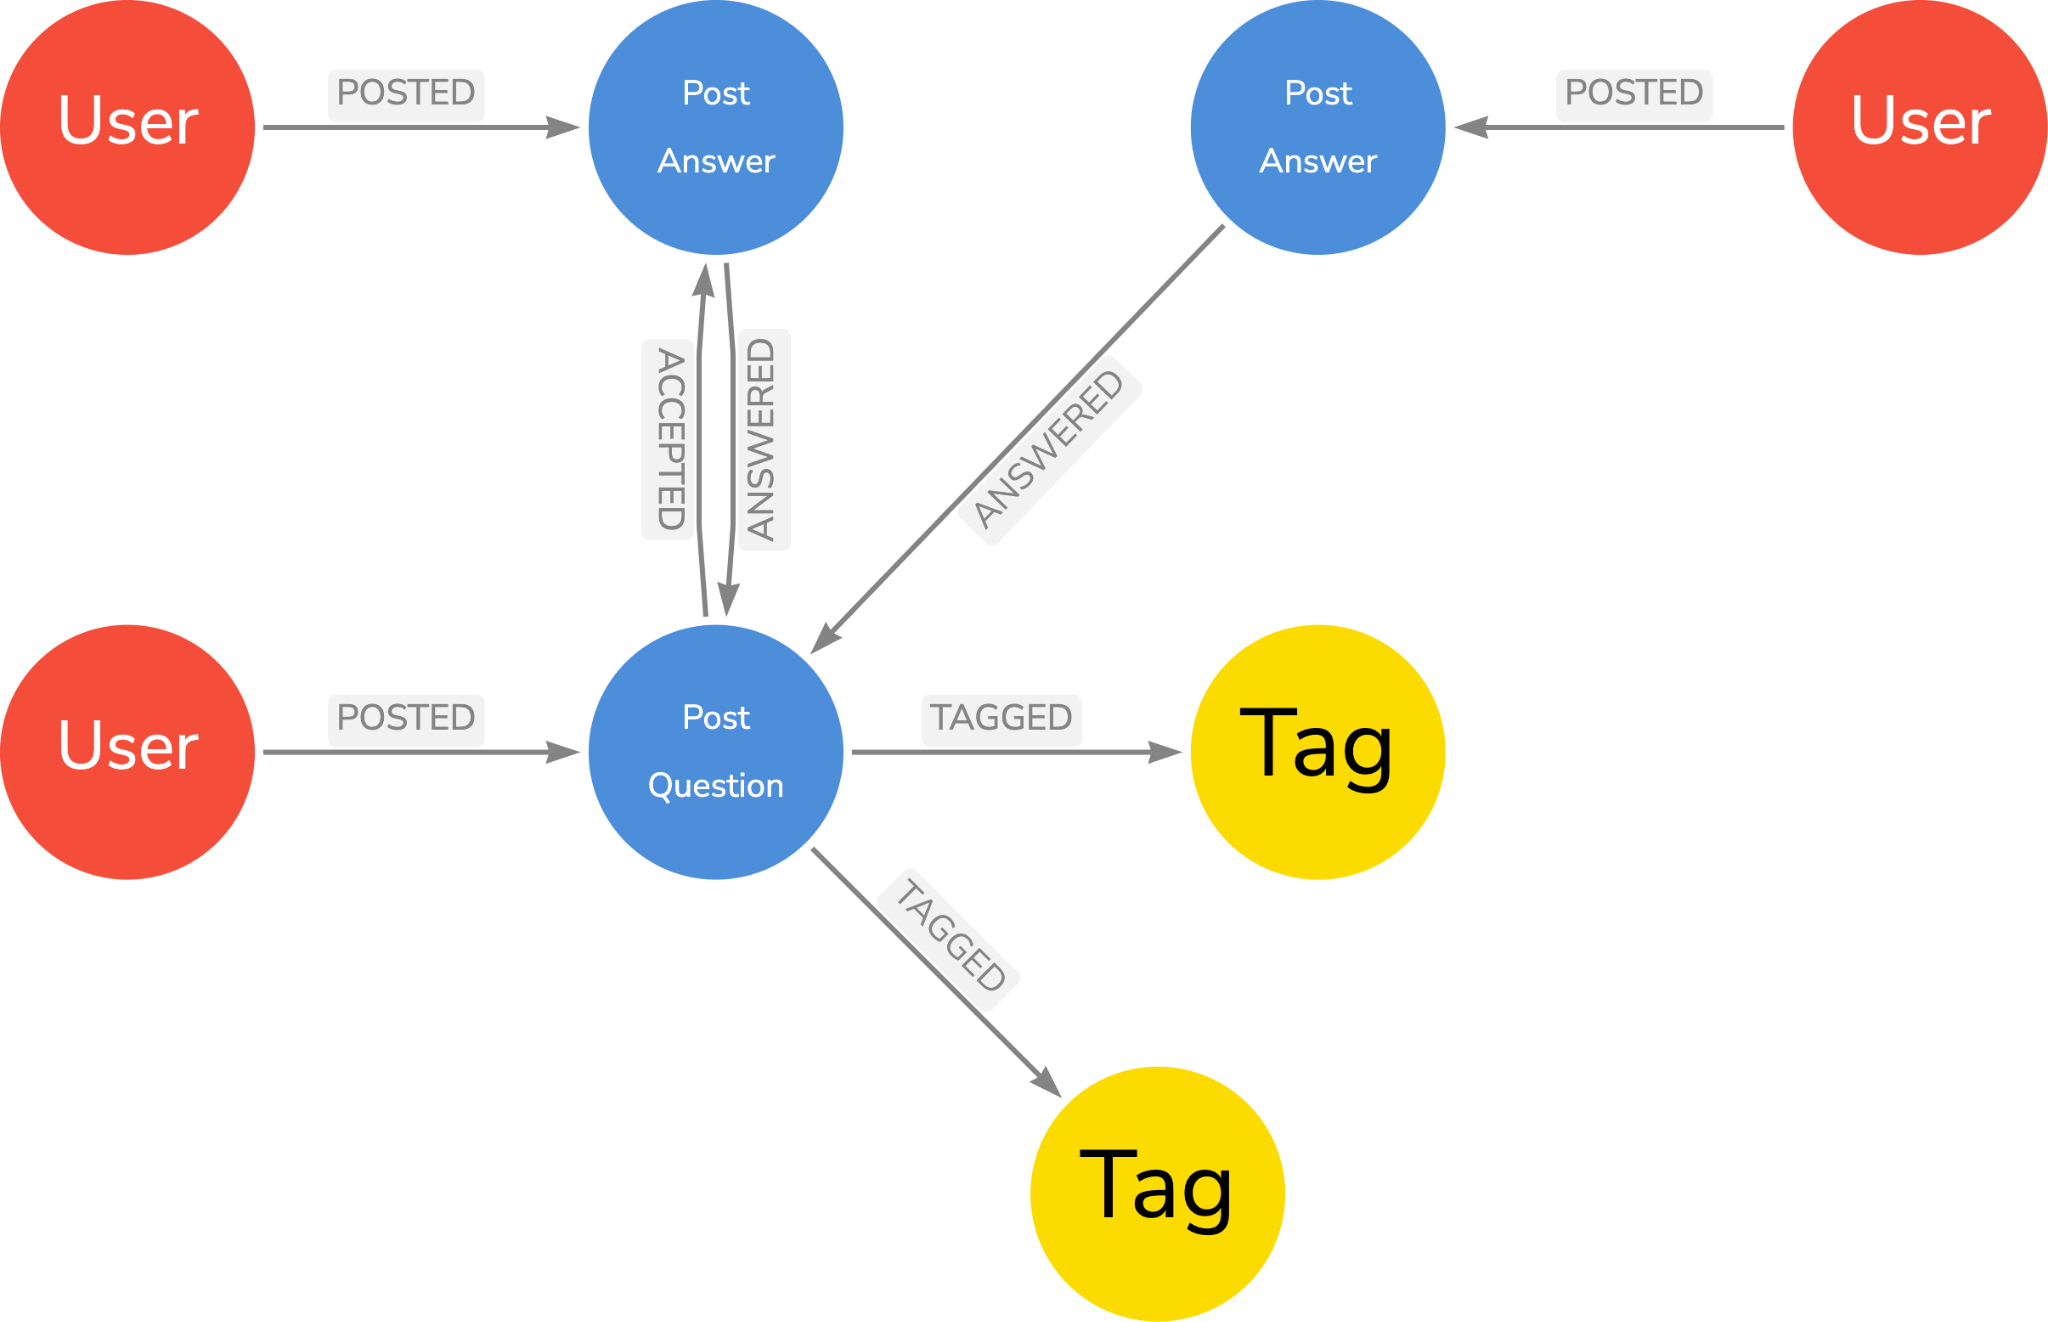 User
POSTED
Post
Answer
Post
Answer
POSTED
User
ACCEPTED
ANSWERED
ANSWERED
User
POSTED
Post
Question
TAGGED
Tag
TAGGED
Tag